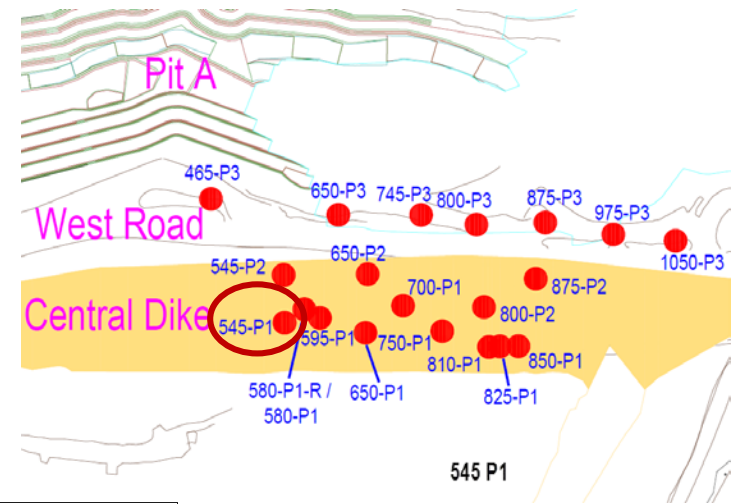 Pit A
465-P3
650-P3
745-P3
800-P3
875-P3
975-P3
1050-P3
West Road
545-P2
650-P2
875-P2
700-P1
800-P2
Central Dike
545-P1
595-P1
750-P1
810-P1
850-P1
580-P1-R /
580-P1
650-P1
825-P1
545 P1